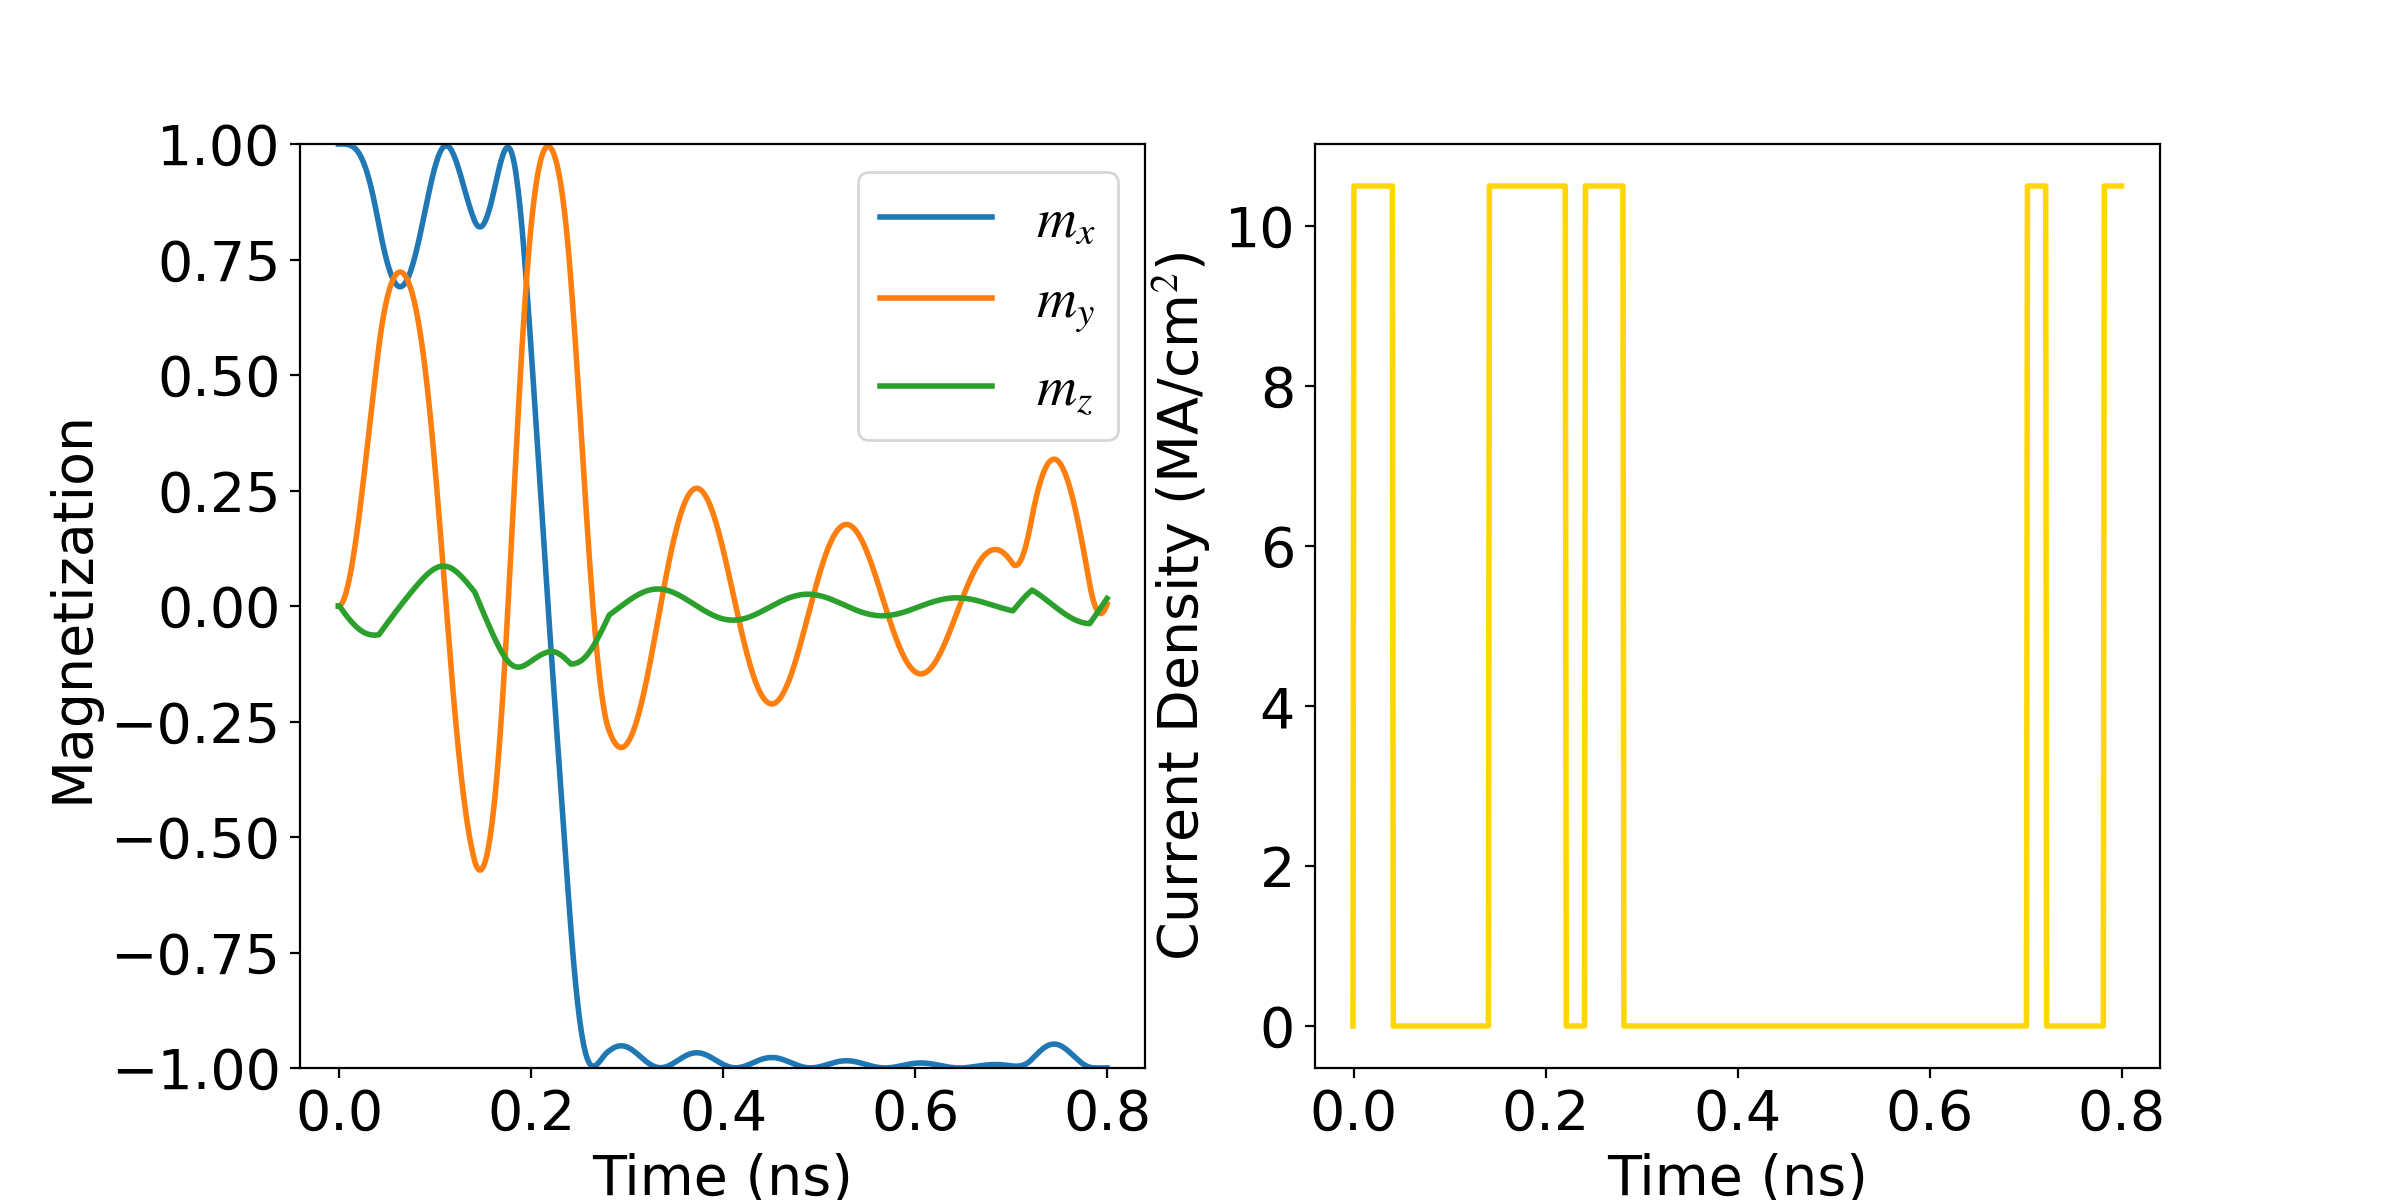 Magnetization
1.00
0.75
0.50
0.25
0.00
−0.25
−0.50
−0.75
−1.00
0.0 0.2 0.4 0.6 0.8
Time (ns)
m_x
m_y
m_z
Current Density (MA/cm²)
10
8
6
4
2
0
0.0 0.2 0.4 0.6 0.8
Time (ns)